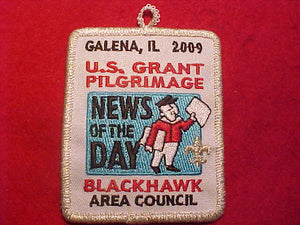 GALENA, IL 2009
U.S. GRANT
PILGRIMAGE
NEWS
OF THE
DAY
BLACKHAWK
AREA COUNCIL